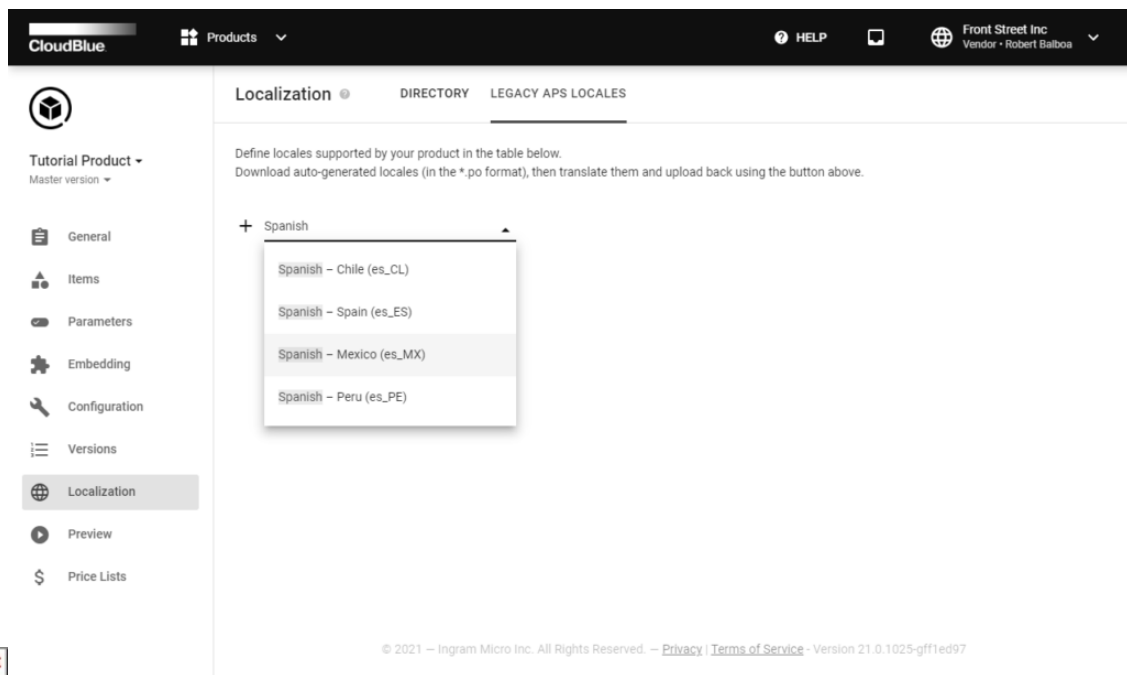 CloudBlue
Products
HELP
Front Street Inc
Vendor • Robert Balboa
Tutorial Product
Master version
General
Items
Parameters
Embedding
Configuration
Versions
Localization
Preview
Price Lists
Localization
DIRECTORY
LEGACY APS LOCALES
Define locales supported by your product in the table below.
Download auto-generated locales (in the *.po format), then translate them and upload back using the button above.
Spanish
Spanish – Chile (es_CL)
Spanish – Spain (es_ES)
Spanish – Mexico (es_MX)
Spanish – Peru (es_PE)
© 2021 — Ingram Micro Inc. All Rights Reserved. — Privacy | Terms of Service - Version 21.0.1025-gff1ed97